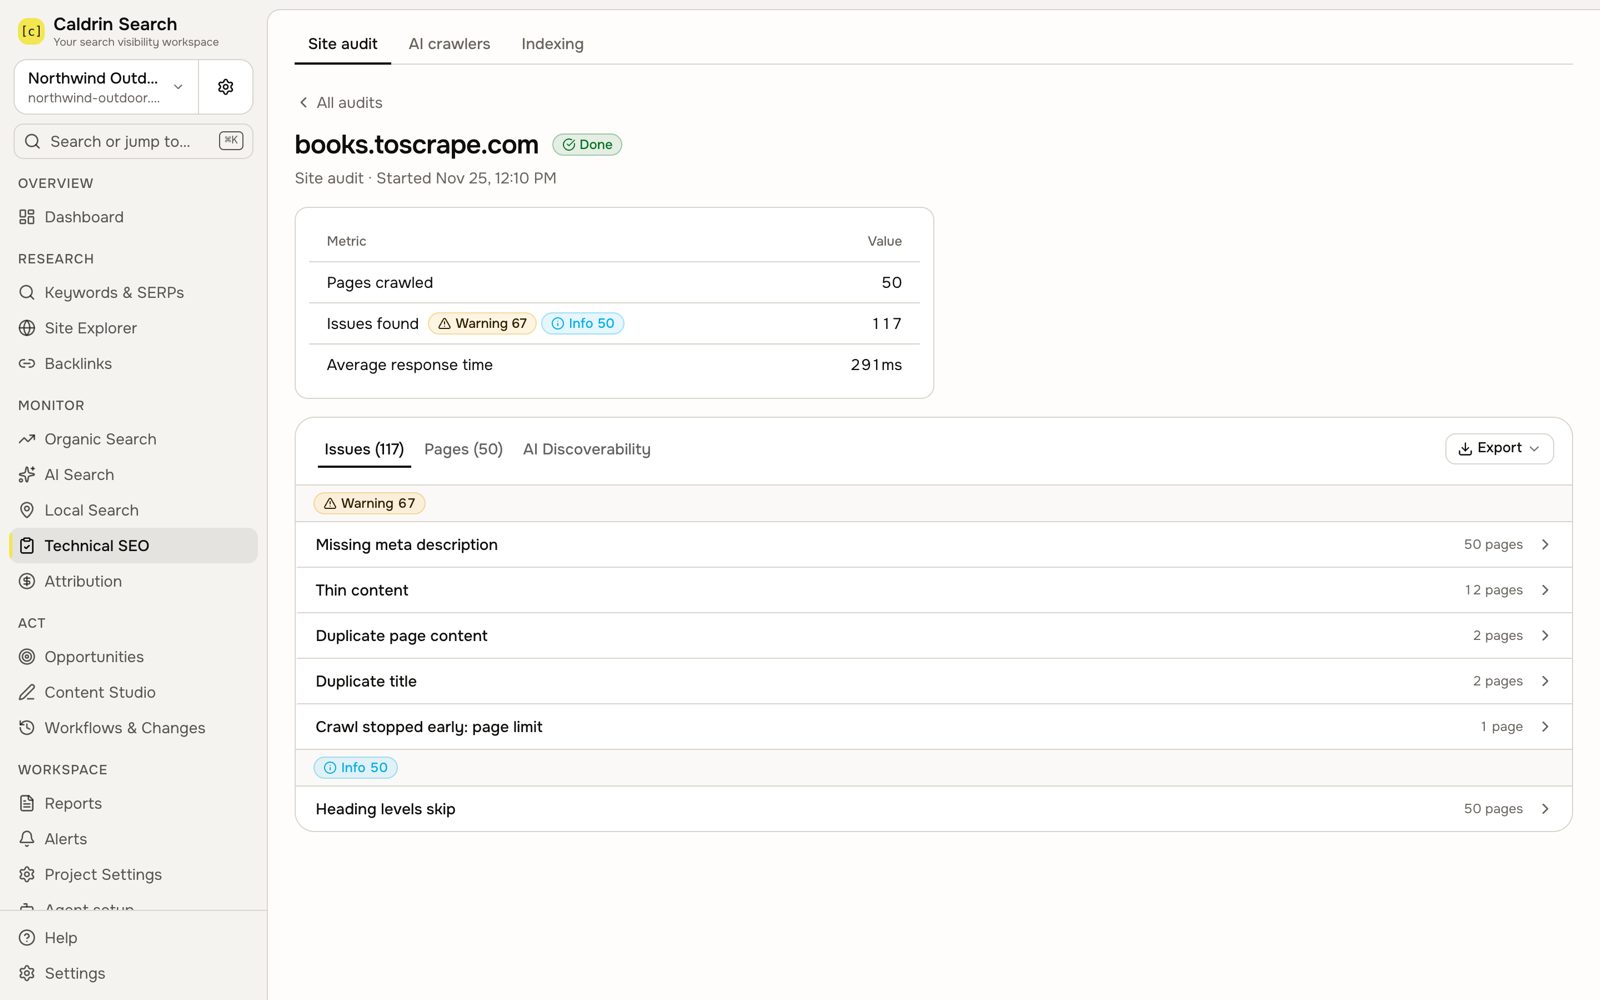 [c]
Caldrin Search
Your search visibility workspace
Northwind Outd...
northwind-outdoor....
Search or jump to...
⌘K
OVERVIEW
Dashboard
RESEARCH
Keywords & SERPs
Site Explorer
Backlinks
MONITOR
Organic Search
AI Search
Local Search
Technical SEO
Attribution
ACT
Opportunities
Content Studio
Workflows & Changes
WORKSPACE
Reports
Alerts
Project Settings
Agent setup
Help
Settings
Site audit AI crawlers Indexing
All audits
books.toscrape.com Done
Site audit · Started Nov 25, 12:10 PM
Metric Value
Pages crawled 50
Issues found Warning 67 Info 50 117
Average response time 291ms
Issues (117) Pages (50) AI Discoverability Export
Warning 67
Missing meta description 50 pages
Thin content 12 pages
Duplicate page content 2 pages
Duplicate title 2 pages
Crawl stopped early: page limit 1 page
Info 50
Heading levels skip 50 pages